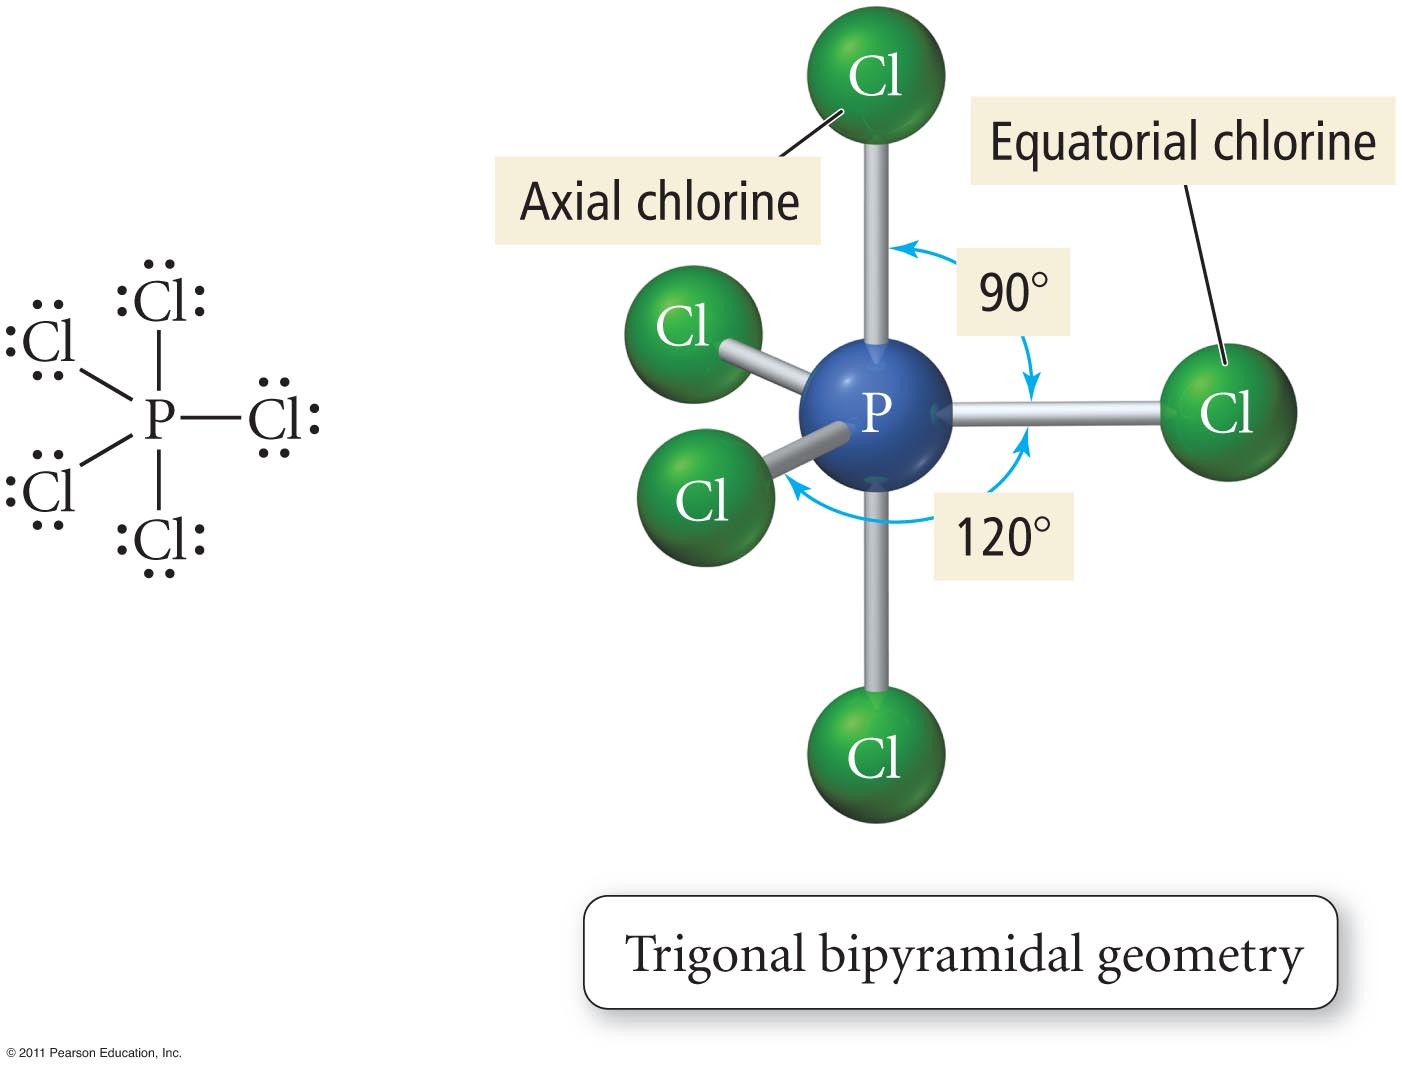 Cl
Cl
Cl
P
Cl
Cl
Cl
Axial chlorine
Equatorial chlorine
90°
Cl
Cl
P
Cl
Cl
120°
Cl
Trigonal bipyramidal geometry
© 2011 Pearson Education, Inc.